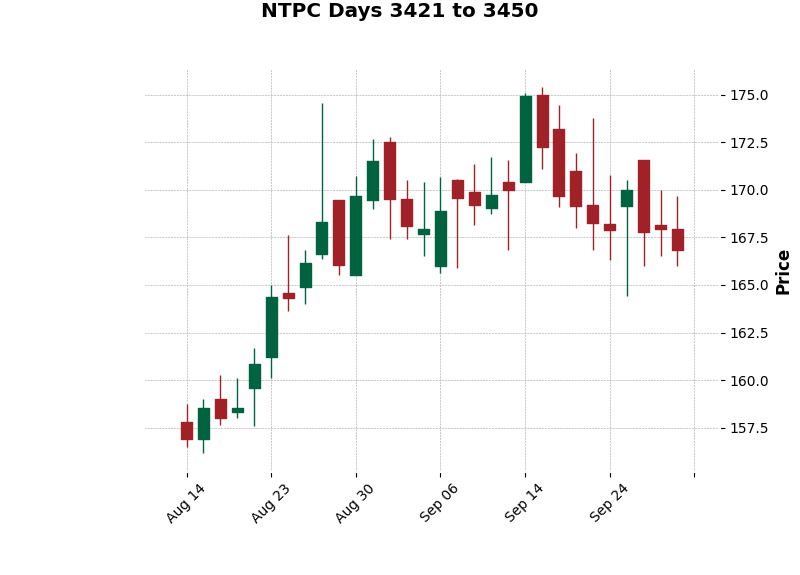 NTPC Days 3421 to 3450
175.0
172.5
170.0
167.5
165.0
162.5
160.0
157.5
Price
Aug 14
Aug 23
Aug 30
Sep 06
Sep 14
Sep 24